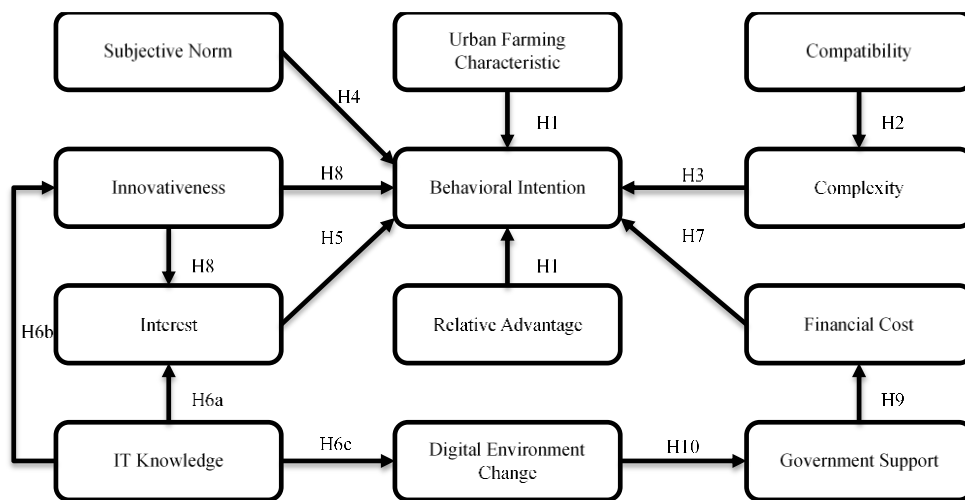 Subjective Norm
Urban Farming
Characteristic
Compatibility
H4
H1
H2
Innovativeness
H8
Behavioral Intention
H3
Complexity
H8
H5
H7
H6b
Interest
H1
Relative Advantage
Financial Cost
H6a
H9
IT Knowledge
H6c
Digital Environment
Change
H10
Government Support